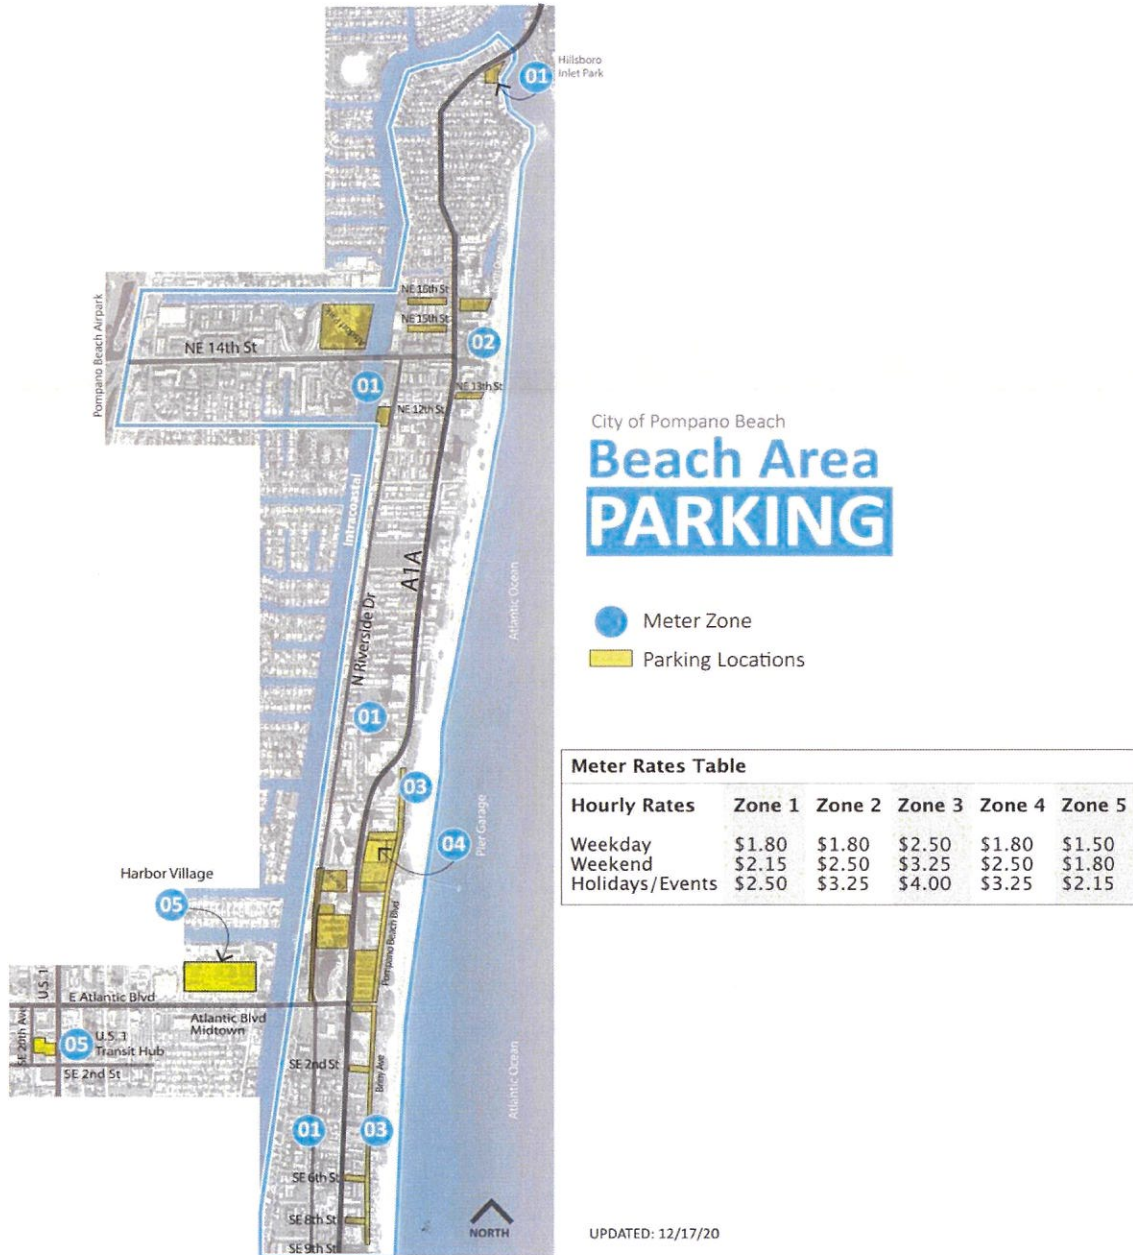 Hillsboro
Inlet Park
01
NE 16th St
NE 15th St
02
Pompano Beach Airpark
NE 14th St
01
NE 13th St
NE 12th St
Intracoastal
A1A
N Riverside Dr
Atlantic Ocean
City of Pompano Beach
Beach Area
PARKING
Meter Zone
Parking Locations
01
03
04
Pier Garage
Meter Rates Table
Hourly Rates Zone 1 Zone 2 Zone 3 Zone 4 Zone 5
Weekday $1.80 $1.80 $2.50 $1.80 $1.50
Weekend $2.15 $2.50 $3.25 $2.50 $1.80
Holidays/Events $2.50 $3.25 $4.00 $3.25 $2.15
Harbor Village
05
Pompano Beach Blvd
U.S. 1
E Atlantic Blvd
Atlantic Blvd
Midtown
SE 20th Ave
05
U.S. 1
Transit Hub
SE 2nd St
SE 2nd St
Briny Ave
Atlantic Ocean
01
03
SE 6th St
SE 8th St
SE 9th St
NORTH
UPDATED: 12/17/20